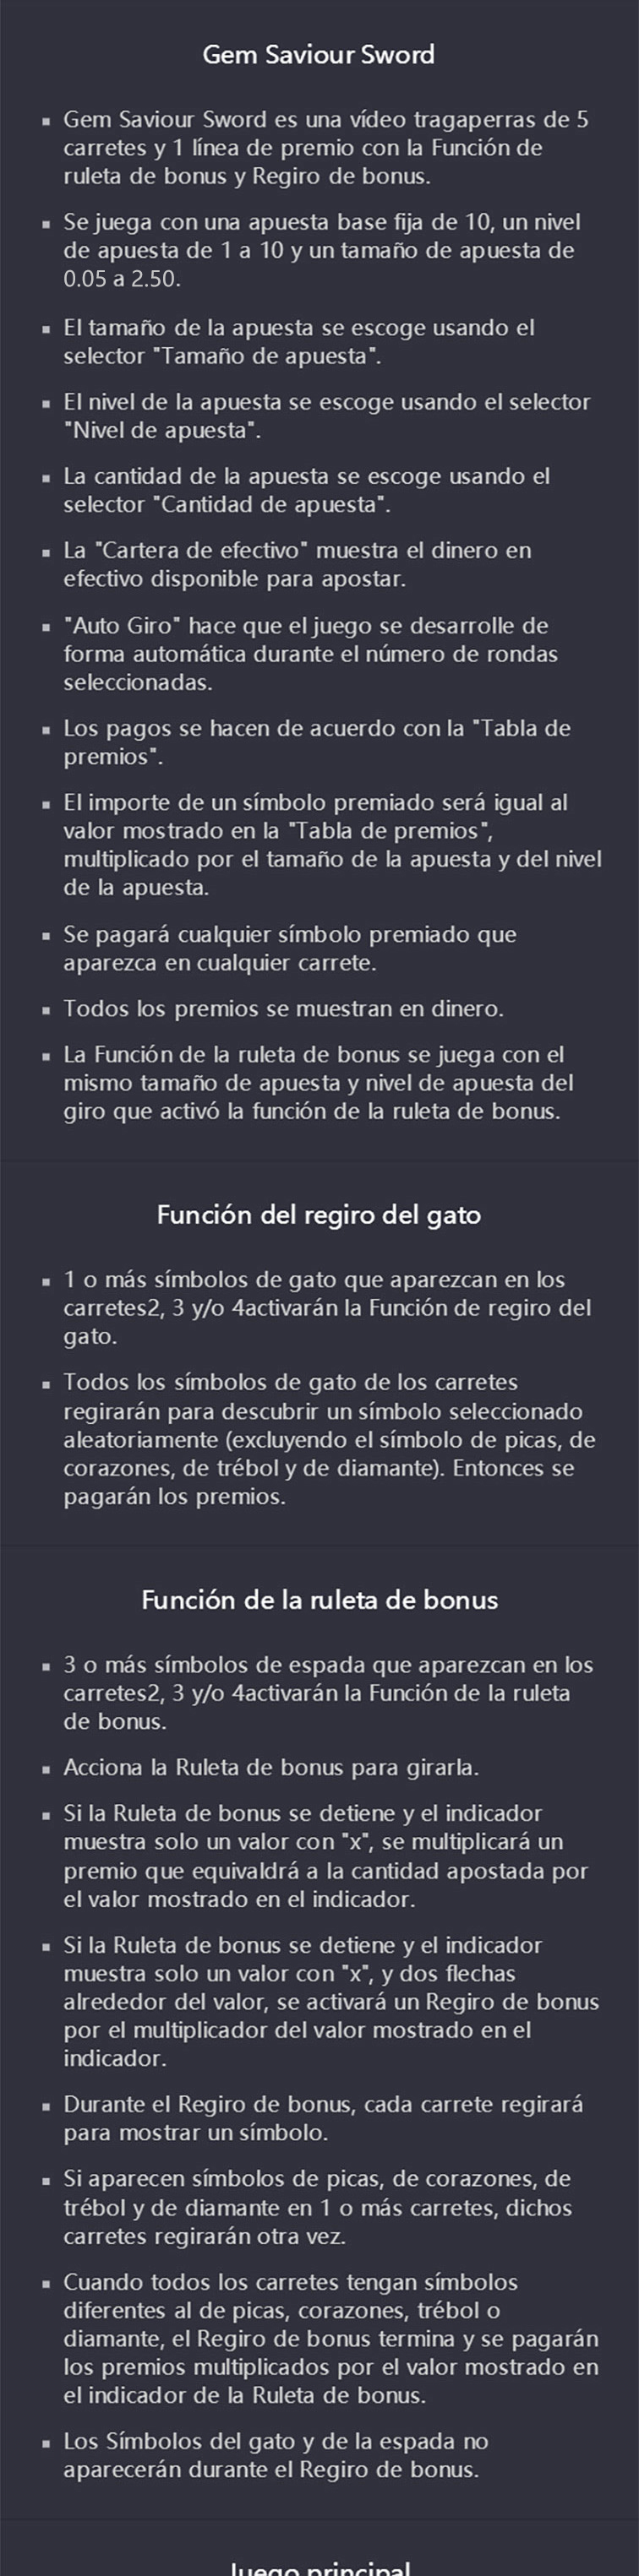 Gem Saviour Sword
▪ Gem Saviour Sword es una vídeo tragaperras de 5
carretes y 1 línea de premio con la Función de
ruleta de bonus y Regiro de bonus.
▪ Se juega con una apuesta base fija de 10, un nivel
de apuesta de 1 a 10 y un tamaño de apuesta de
0.05 a 2.50.
▪ El tamaño de la apuesta se escoge usando el
selector "Tamaño de apuesta".
▪ El nivel de la apuesta se escoge usando el selector
"Nivel de apuesta".
▪ La cantidad de la apuesta se escoge usando el
selector "Cantidad de apuesta".
▪ La "Cartera de efectivo" muestra el dinero en
efectivo disponible para apostar.
▪ "Auto Giro" hace que el juego se desarrolle de
forma automática durante el número de rondas
seleccionadas.
▪ Los pagos se hacen de acuerdo con la "Tabla de
premios".
▪ El importe de un símbolo premiado será igual al
valor mostrado en la "Tabla de premios",
multiplicado por el tamaño de la apuesta y del nivel
de la apuesta.
▪ Se pagará cualquier símbolo premiado que
aparezca en cualquier carrete.
▪ Todos los premios se muestran en dinero.
▪ La Función de la ruleta de bonus se juega con el
mismo tamaño de apuesta y nivel de apuesta del
giro que activó la función de la ruleta de bonus.
Función del regiro del gato
▪ 1 o más símbolos de gato que aparezcan en los
carretes2, 3 y/o 4activarán la Función de regiro del
gato.
▪ Todos los símbolos de gato de los carretes
regirarán para descubrir un símbolo seleccionado
aleatoriamente (excluyendo el símbolo de picas, de
corazones, de trébol y de diamante). Entonces se
pagarán los premios.
Función de la ruleta de bonus
▪ 3 o más símbolos de espada que aparezcan en los
carretes2, 3 y/o 4activarán la Función de la ruleta
de bonus.
▪ Acciona la Ruleta de bonus para girarla.
▪ Si la Ruleta de bonus se detiene y el indicador
muestra solo un valor con "x", se multiplicará un
premio que equivaldrá a la cantidad apostada por
el valor mostrado en el indicador.
▪ Si la Ruleta de bonus se detiene y el indicador
muestra solo un valor con "x", y dos flechas
alrededor del valor, se activará un Regiro de bonus
por el multiplicador del valor mostrado en el
indicador.
▪ Durante el Regiro de bonus, cada carrete regirará
para mostrar un símbolo.
▪ Si aparecen símbolos de picas, de corazones, de
trébol y de diamante en 1 o más carretes, dichos
carretes regirarán otra vez.
▪ Cuando todos los carretes tengan símbolos
diferentes al de picas, corazones, trébol o
diamante, el Regiro de bonus termina y se pagarán
los premios multiplicados por el valor mostrado en
el indicador de la Ruleta de bonus.
▪ Los Símbolos del gato y de la espada no
aparecerán durante el Regiro de bonus.
Juego principal